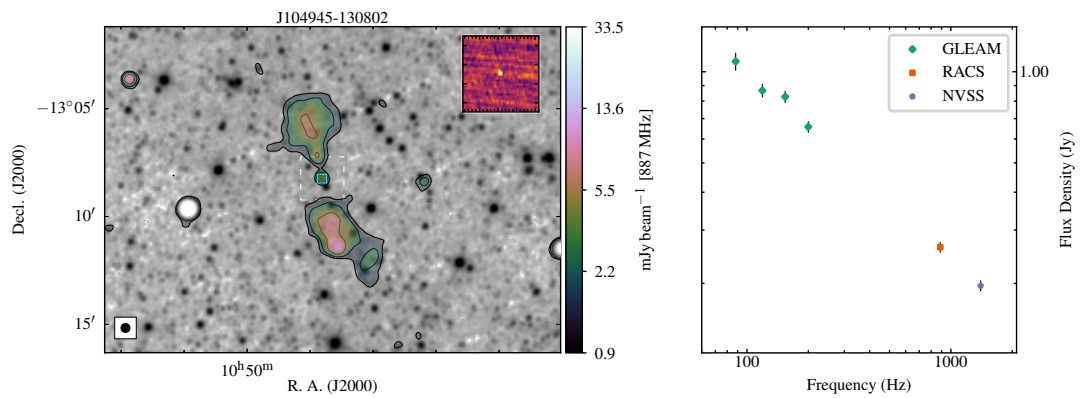 J104945-130802
−13°05′
10′
15′
Decl. (J2000)
10ʰ50ᵐ
R. A. (J2000)
33.5
13.6
5.5
2.2
0.9
mJy beam⁻¹ [887 MHz]
GLEAM
RACS
NVSS
1.00
Flux Density (Jy)
100
1000
Frequency (Hz)